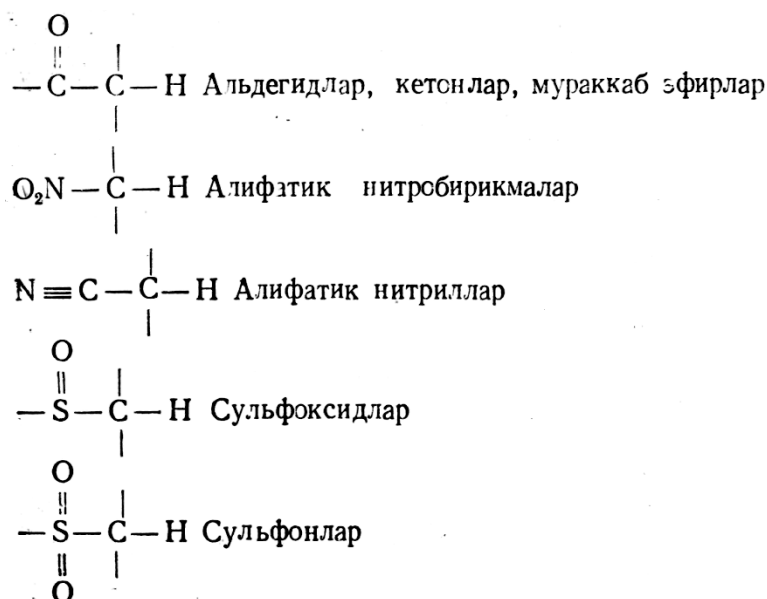 O
||   |
—C—C—H Альдегидлар, кетонлар, мураккаб эфирлар
|
|
O₂N—C—H Алифатик нитробирикмалар
|
|
N≡C—C—H Алифатик нитриллар
|
O
||   |
—S—C—H Сульфоксидлар
|
O
||   |
—S—C—H Сульфонлар
||   |
O